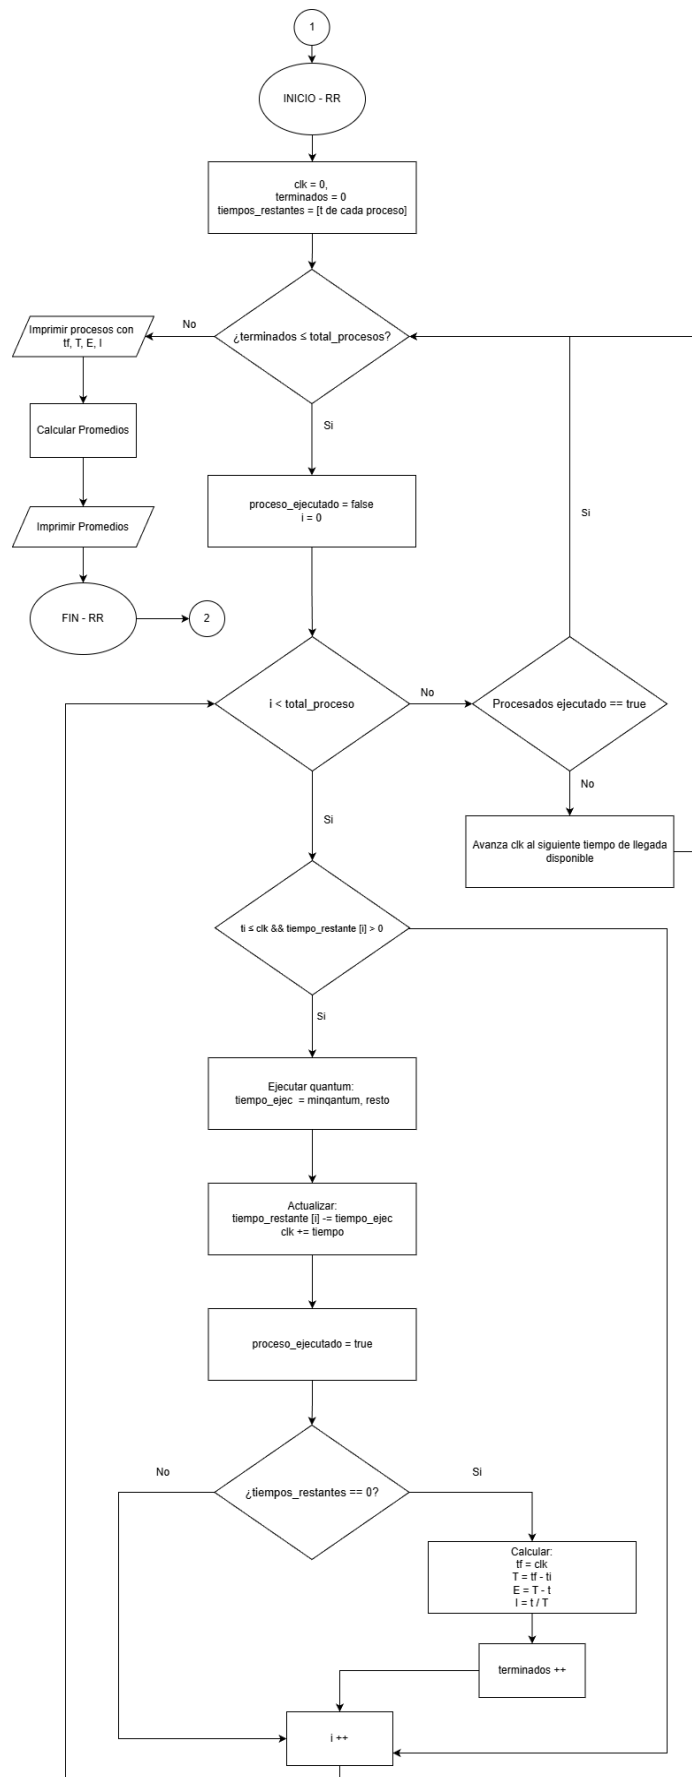 1
INICIO - RR
clk = 0,
terminados = 0
tiempos_restantes = [t de cada proceso]
¿terminados ≤ total_procesos?
No
Imprimir procesos con
tf, T, E, I
Calcular Promedios
Imprimir Promedios
FIN - RR
2
Si
proceso_ejecutado = false
i = 0
Si
i < total_proceso
No
Procesados ejecutado == true
No
Avanza clk al siguiente tiempo de llegada
disponible
Si
ti ≤ clk && tiempo_restante [i] > 0
Si
Ejecutar quantum:
tiempo_ejec = minqantum, resto
Actualizar:
tiempo_restante [i] -= tiempo_ejec
clk += tiempo
proceso_ejecutado = true
¿tiempos_restantes == 0?
No
Si
Calcular:
tf = clk
T = tf - ti
E = T - t
I = t / T
terminados ++
i ++